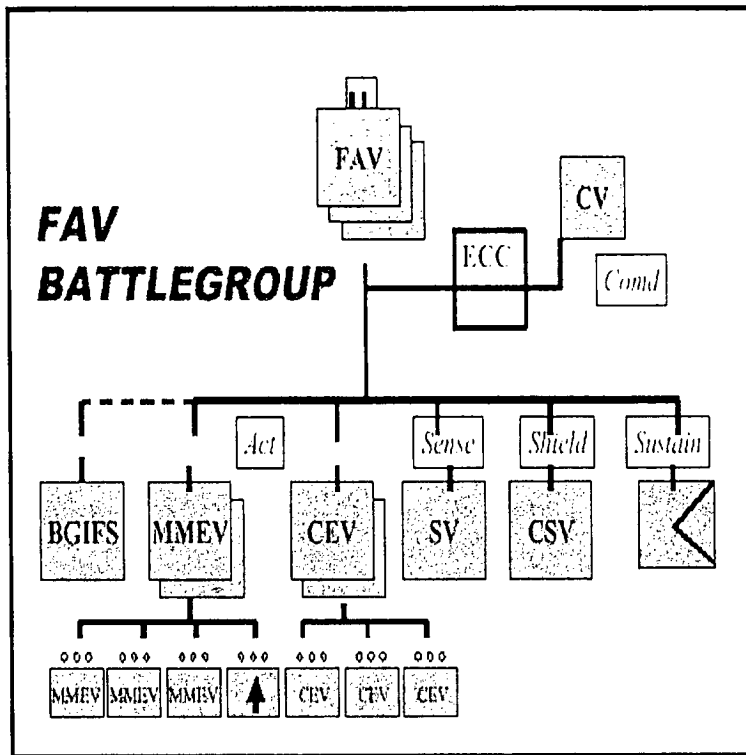 FAV
CV
FAV
BATTLEGROUP
ECC
Comd
Act
Sense
Shield
Sustain
BGIFS
MMEV
CEV
SV
CSV
MMEV
MMEV
MMEV
CEV
CEV
CEV